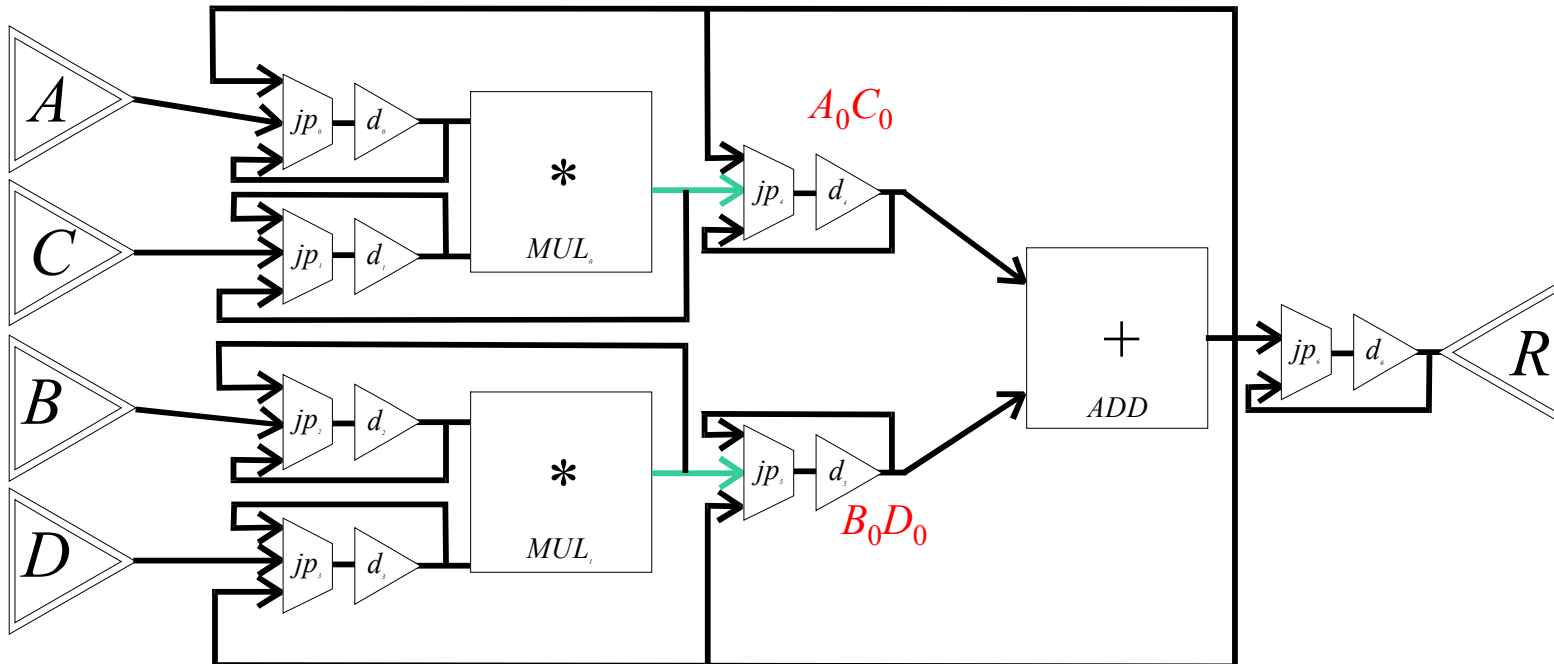 A
jp₀
d₀
*
MUL₀
A₀C₀
jp₄
d₄
C
jp₁
d₁
+
ADD
jp₆
d₆
R
B
jp₂
d₂
*
MUL₁
jp₅
d₅
B₀D₀
D
jp₃
d₃